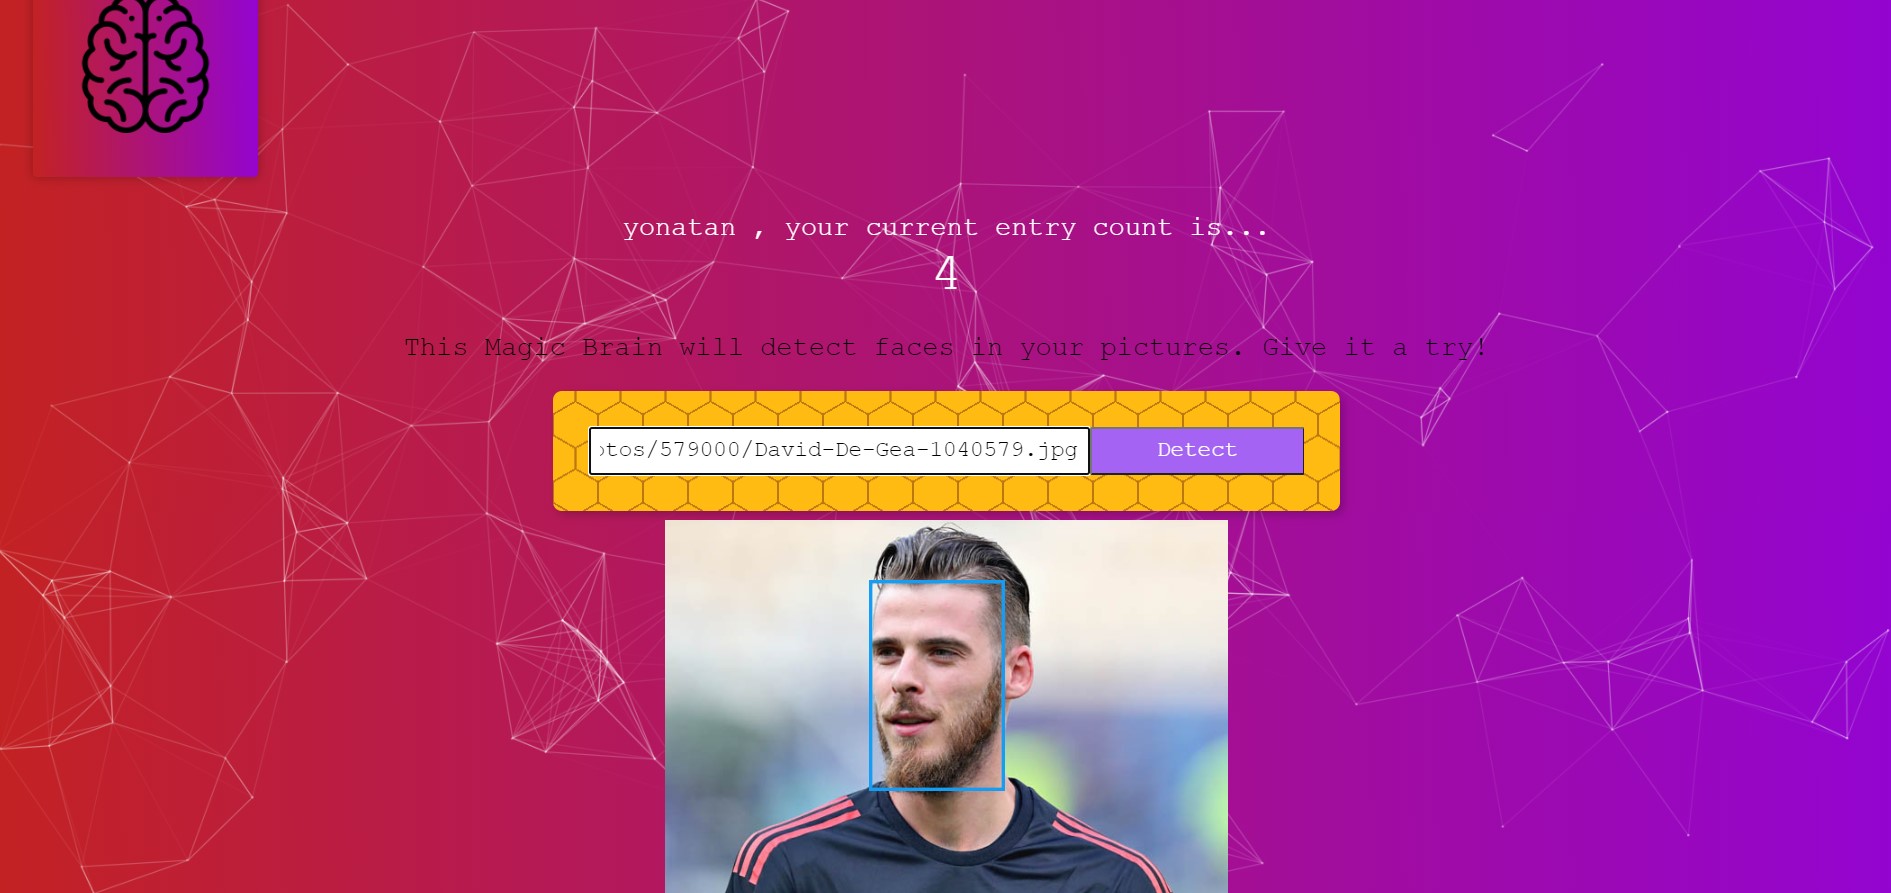 yonatan , your current entry count is...
4
This Magic Brain will detect faces in your pictures. Give it a try!
otos/579000/David-De-Gea-1040579.jpg Detect